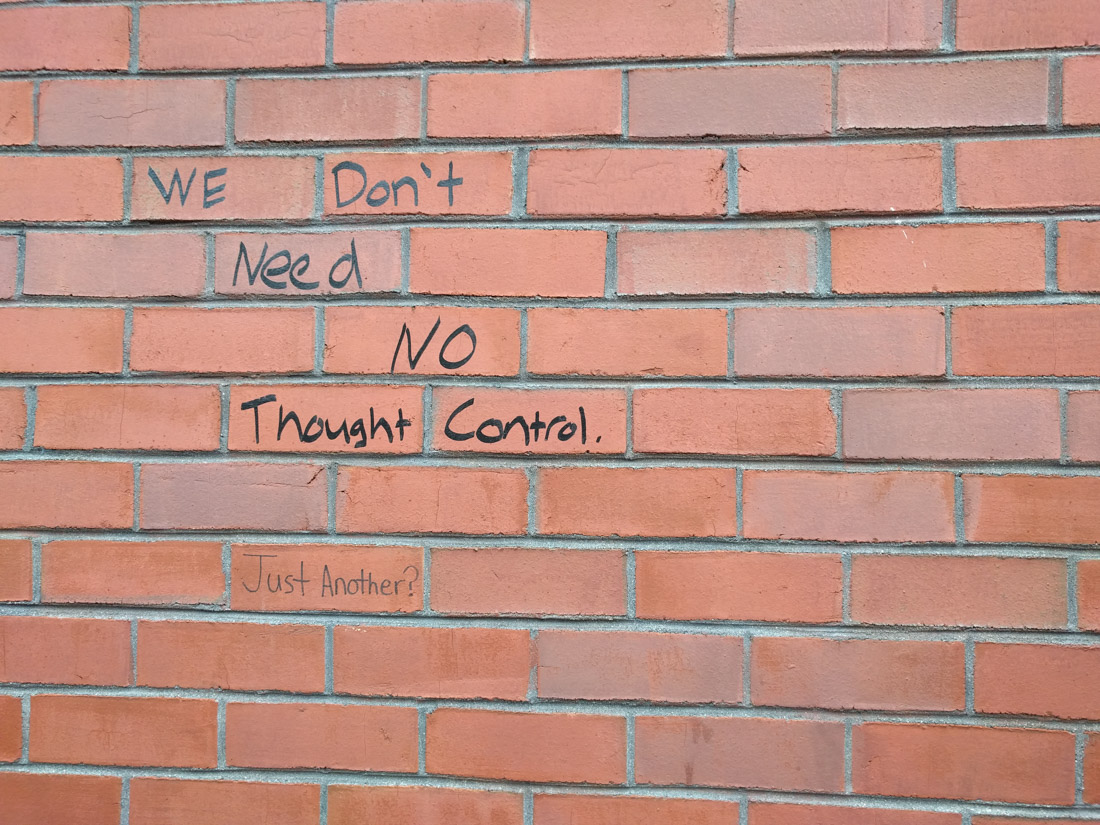 WE Don't
Need
NO
Thought Control.
Just Another?